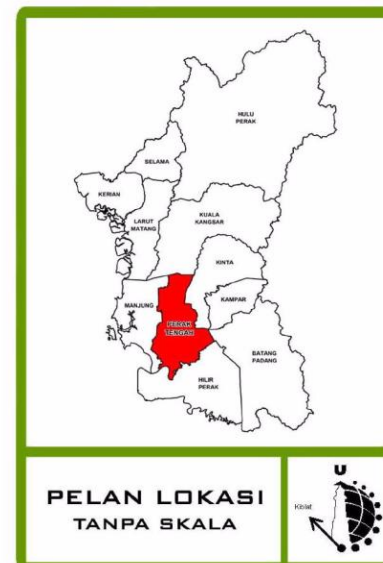 HULU
PERAK
SELAMA
KERIAN
LARUT
MATANG
KUALA
KANGSAR
KINTA
MANJUNG
KAMPAR
PERAK
TENGAH
BATANG
PADANG
HILIR
PERAK
PELAN LOKASI
TANPA SKALA
U
Kiblat